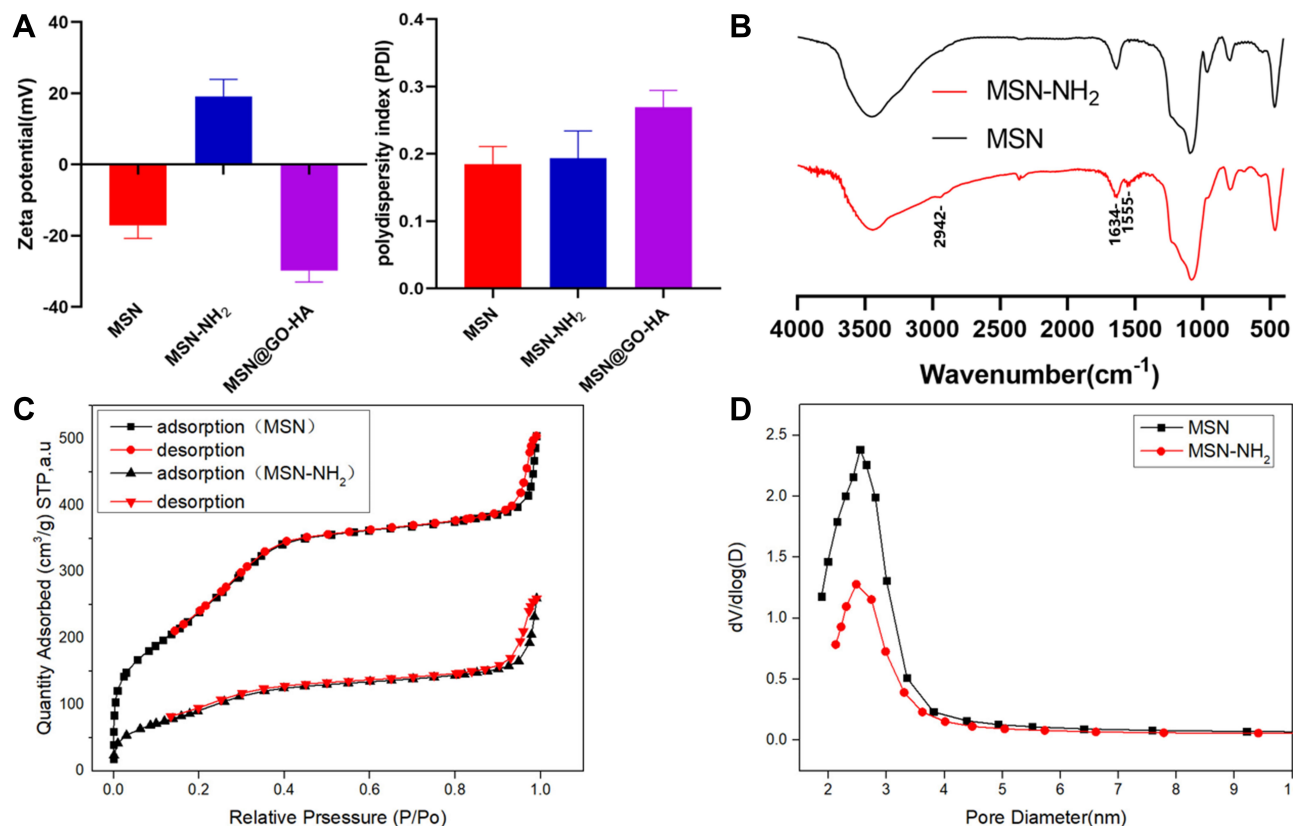 A
Zeta potential(mV)
40
20
0
-20
-40
MSN
MSN-NH2
MSN@GO-HA
polydispersity index (PDI)
0.4
0.3
0.2
0.1
0.0
MSN
MSN-NH2
MSN@GO-HA
B
MSN-NH2
MSN
2942-
1634-
1555-
4000 3500 3000 2500 2000 1500 1000 500
Wavenumber(cm-1)
C
adsorption（MSN）
desorption
adsorption（MSN-NH2）
desorption
Quantity Adsorbed (cm3/g) STP,a.u
500
400
300
200
100
0
0.0 0.2 0.4 0.6 0.8 1.0
Relative Prsessure (P/Po)
D
MSN
MSN-NH2
dV/dlog(D)
2.5
2.0
1.5
1.0
0.5
0.0
2 3 4 5 6 7 8 9 1
Pore Diameter(nm)